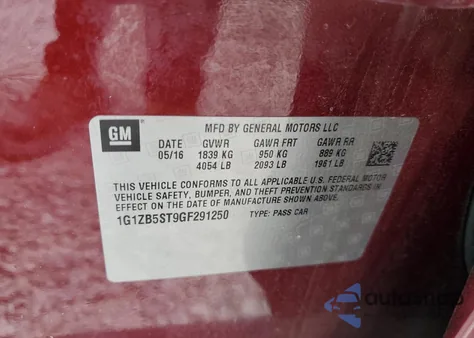 GM
MFD BY GENERAL MOTORS LLC
DATE GVWR GAWR FRT GAWR RR
05/16 1839 KG 950 KG 889 KG
4054 LB 2093 LB 1961 LB
THIS VEHICLE CONFORMS TO ALL APPLICABLE U.S. FEDERAL MOTOR
VEHICLE SAFETY, BUMPER, AND THEFT PREVENTION STANDARDS IN
EFFECT ON THE DATE OF MANUFACTURE SHOWN ABOVE.
1G1ZB5ST9GF291250 TYPE: PASS CAR